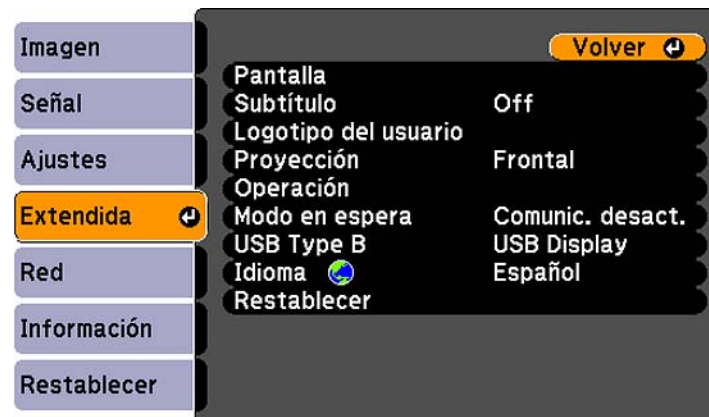 Imagen
Señal
Ajustes
Extendida
Red
Información
Restablecer
Volver
Pantalla
Subtítulo Off
Logotipo del usuario
Proyección Frontal
Operación
Modo en espera Comunic. desact.
USB Type B USB Display
Idioma Español
Restablecer